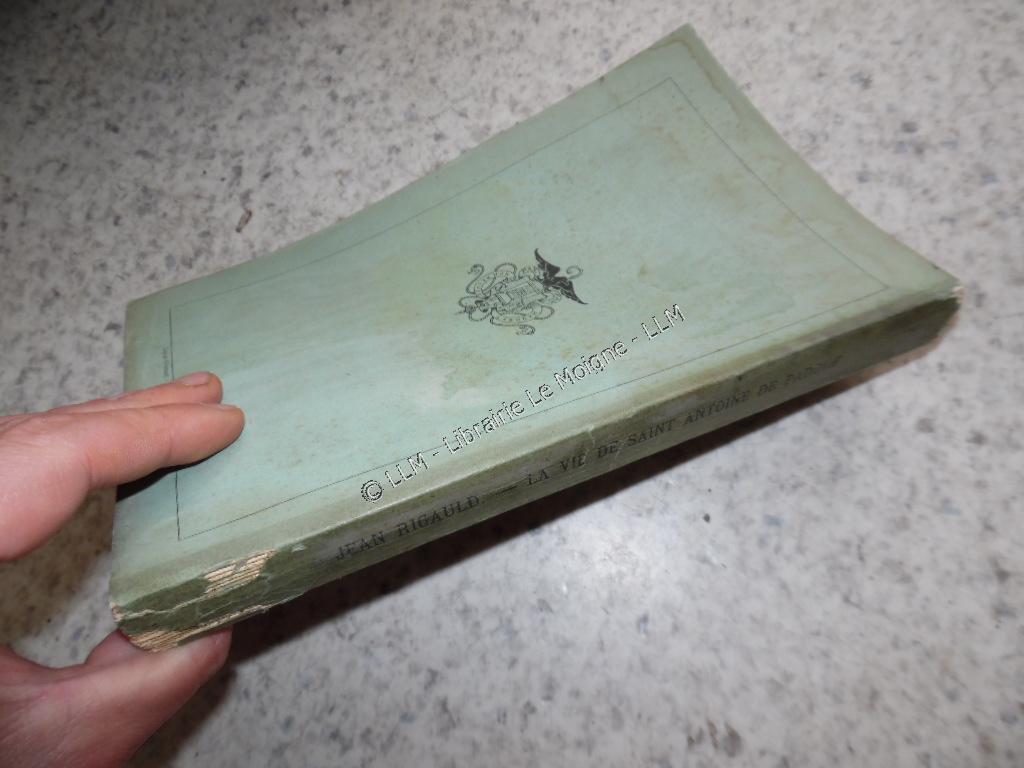 © LLM - Librairie Le Moigne - LLM
JEAN RIGAULD. — LA VIE DE SAINT ANTOINE DE PADOUE